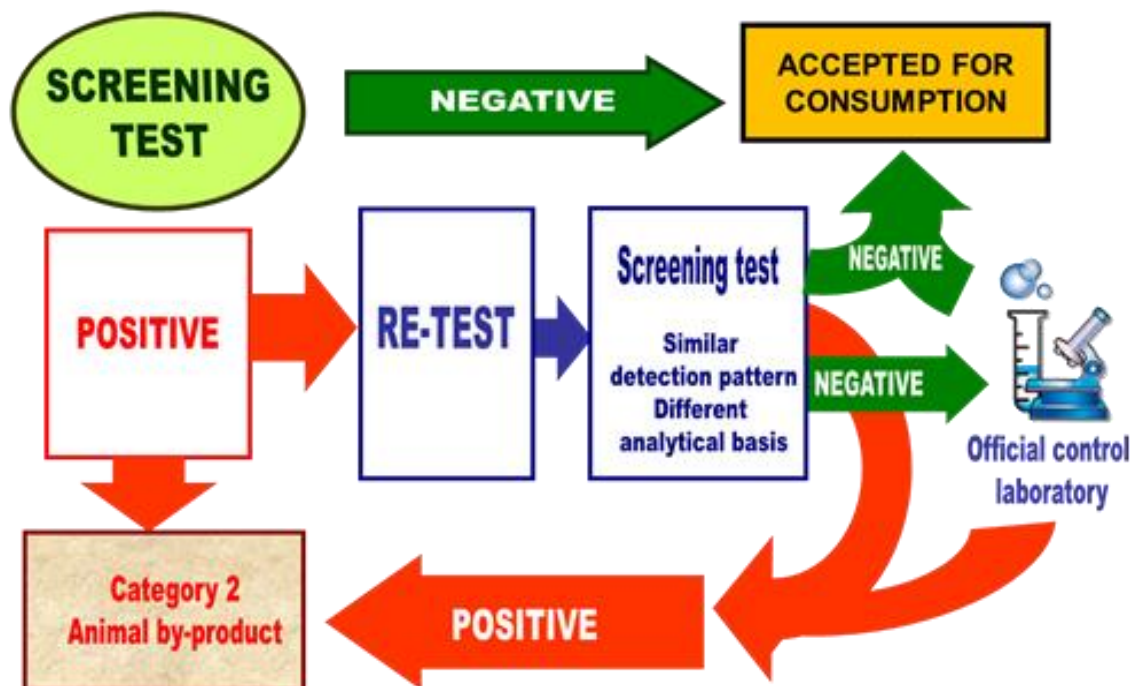 SCREENING
TEST
NEGATIVE
ACCEPTED FOR
CONSUMPTION
POSITIVE
RE-TEST
Screening test
Similar
detection pattern
Different
analytical basis
NEGATIVE
NEGATIVE
Official control
laboratory
Category 2
Animal by-product
POSITIVE